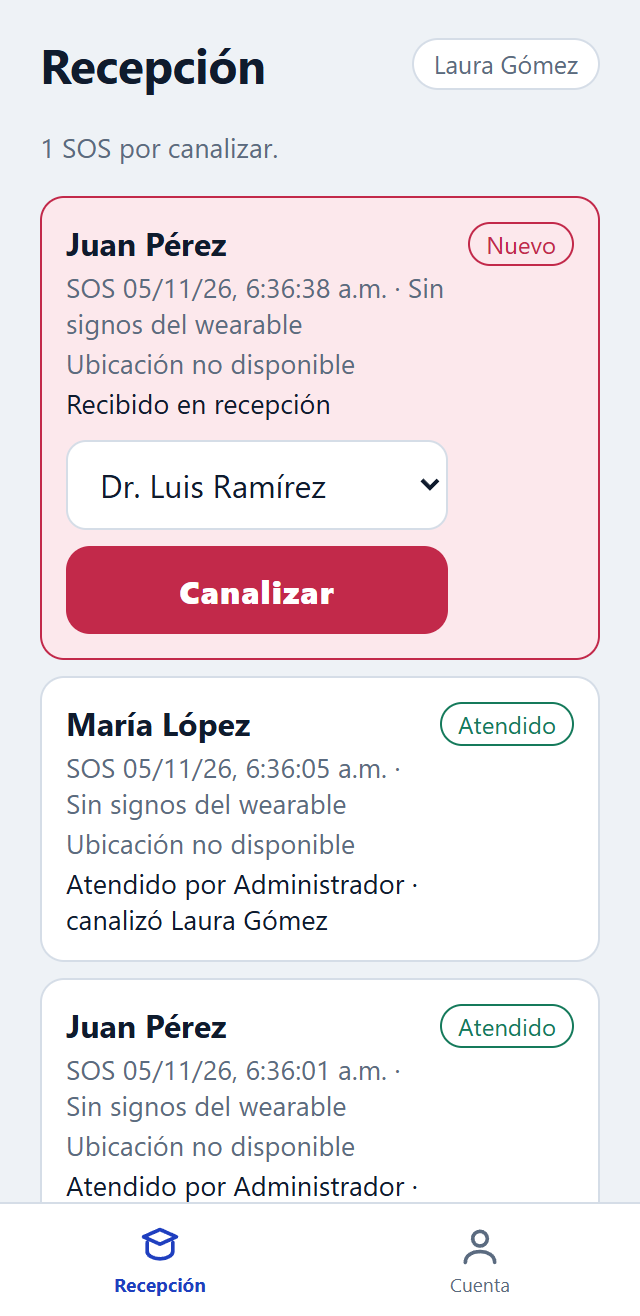 Recepción
Laura Gómez
1 SOS por canalizar.
Juan Pérez
Nuevo
SOS 05/11/26, 6:36:38 a.m. · Sin
signos del wearable
Ubicación no disponible
Recibido en recepción
Dr. Luis Ramírez
Canalizar
María López
Atendido
SOS 05/11/26, 6:36:05 a.m. ·
Sin signos del wearable
Ubicación no disponible
Atendido por Administrador ·
canalizó Laura Gómez
Juan Pérez
Atendido
SOS 05/11/26, 6:36:01 a.m. ·
Sin signos del wearable
Ubicación no disponible
Atendido por Administrador ·
Recepción
Cuenta